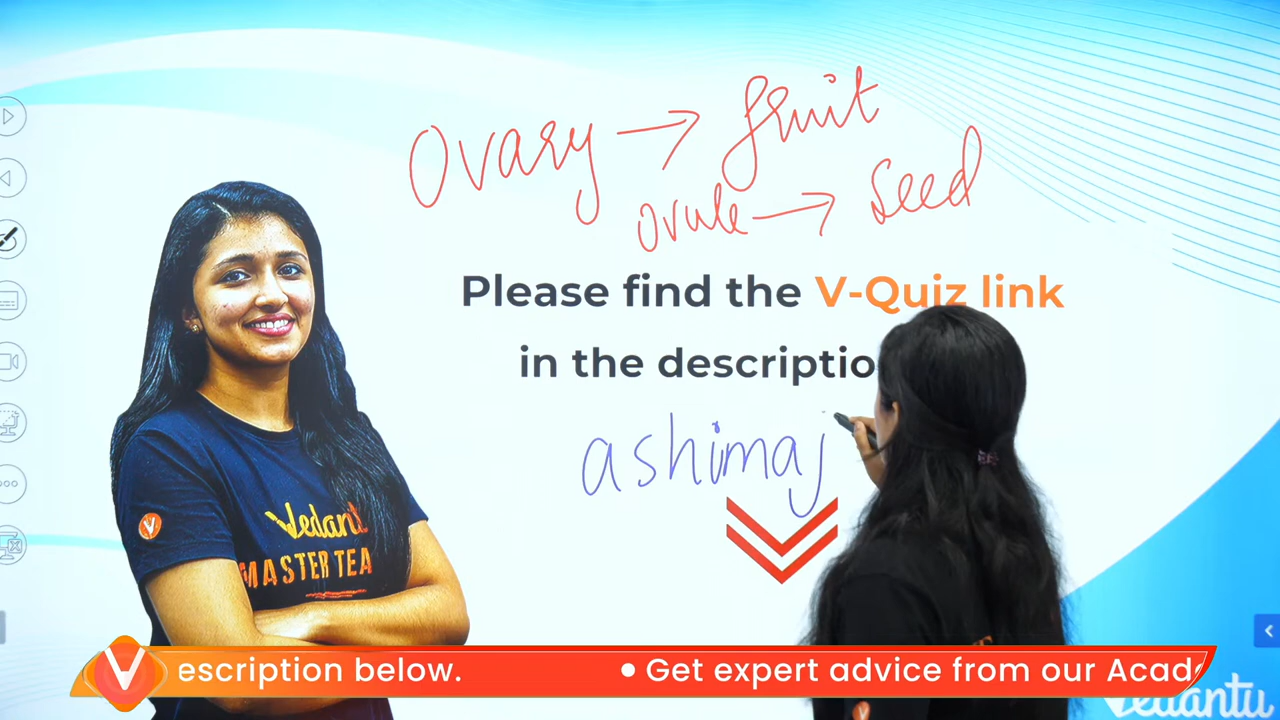 Ovary → fruit
ovule → Seed
Please find the V-Quiz link
in the descriptio
ashimaj
Vedant
MASTER TEA
V escription below. • Get expert advice from our Acad
Vedantu